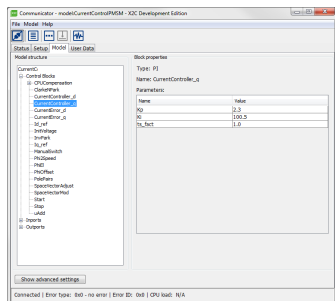 Communicator - model\CurrentControlPMSM - X2C Development Edition
File Model Help
Status Setup Model User Data
Model structure
CurrentC
Control Blocks
CPUCompensation
ClarkeNPark
CurrentController_d
CurrentController_q
CurrentError_d
CurrentError_q
Id_ref
InitVoltage
InvPark
Iq_ref
ManualSwitch
Phi2Speed
PhiEl
PhiOffset
PolePairs
SpaceVectorAdjust
SpaceVectorMod
Start
Stop
uAdd
Inports
Outports
Block properties
Type: PI
Name: CurrentController_q
Parameters:
Name Value
Kp 2.3
Ki 100.5
ts_fact 1.0
Show advanced settings
Connected | Error type: 0x0 - no error | Error ID: 0x0 | CPU load: N/A